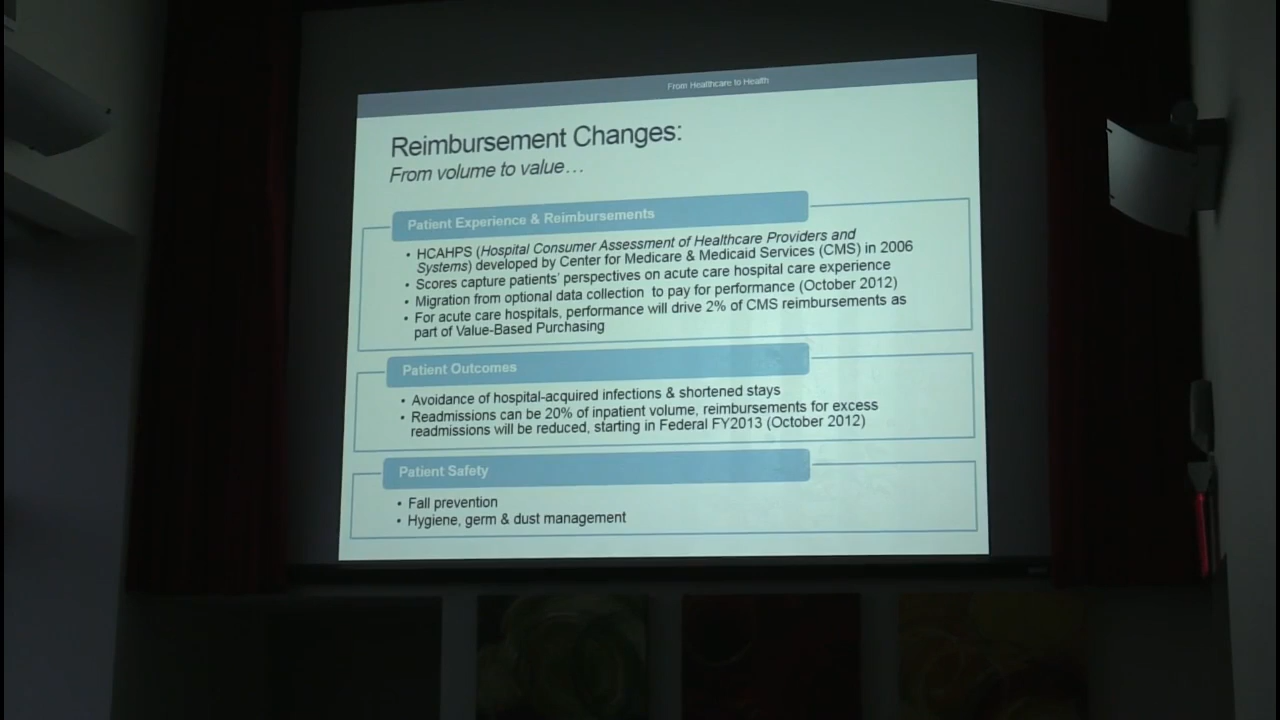 From Healthcare to Health
Reimbursement Changes:
From volume to value…
Patient Experience & Reimbursements
• HCAHPS (Hospital Consumer Assessment of Healthcare Providers and
Systems) developed by Center for Medicare & Medicaid Services (CMS) in 2006
• Scores capture patients' perspectives on acute care hospital care experience
• Migration from optional data collection to pay for performance (October 2012)
• For acute care hospitals, performance will drive 2% of CMS reimbursements as
part of Value-Based Purchasing
Patient Outcomes
• Avoidance of hospital-acquired infections & shortened stays
• Readmissions can be 20% of inpatient volume, reimbursements for excess
readmissions will be reduced, starting in Federal FY2013 (October 2012)
Patient Safety
• Fall prevention
• Hygiene, germ & dust management